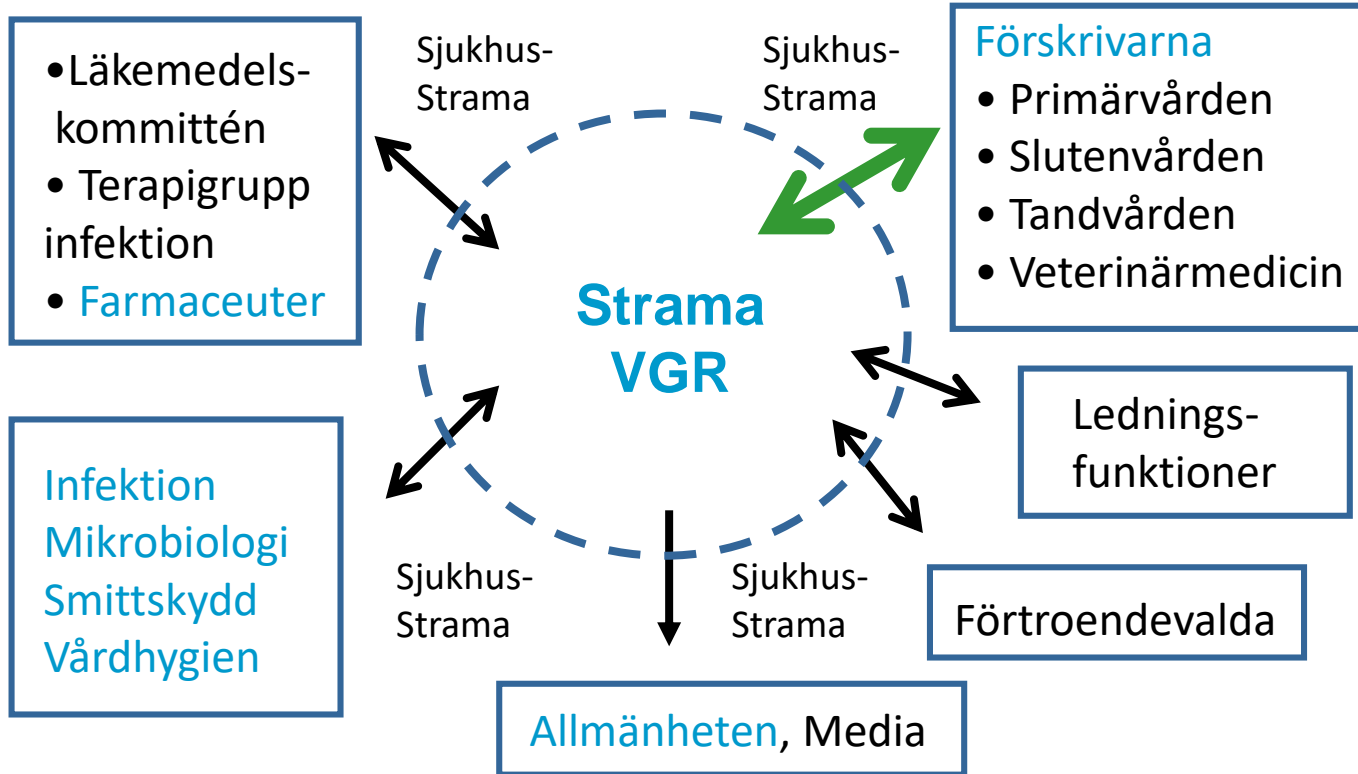 •Läkemedels-
kommittén
• Terapigrupp
infektion
• Farmaceuter
Sjukhus-
Strama
Sjukhus-
Strama
Förskrivarna
• Primärvården
• Slutenvården
• Tandvården
• Veterinärmedicin
Strama
VGR
Lednings-
funktioner
Infektion
Mikrobiologi
Smittskydd
Vårdhygien
Sjukhus-
Strama
Sjukhus-
Strama
Förtroendevalda
Allmänheten, Media